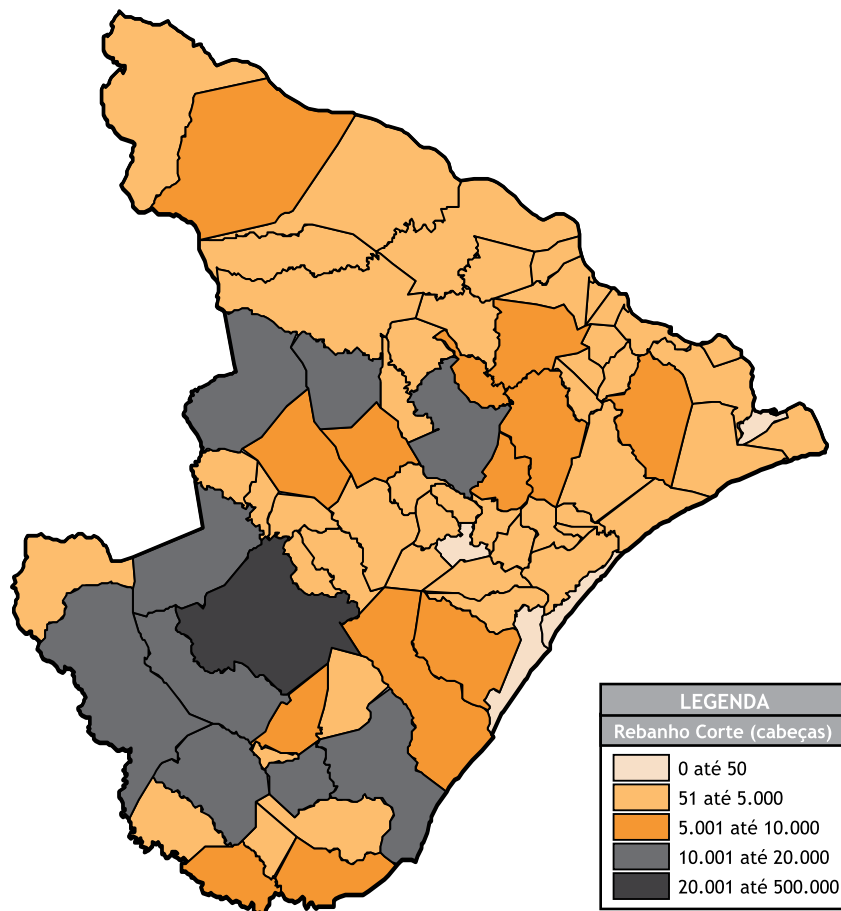 LEGENDA
Rebanho Corte (cabeças)
0 até 50
51 até 5.000
5.001 até 10.000
10.001 até 20.000
20.001 até 500.000